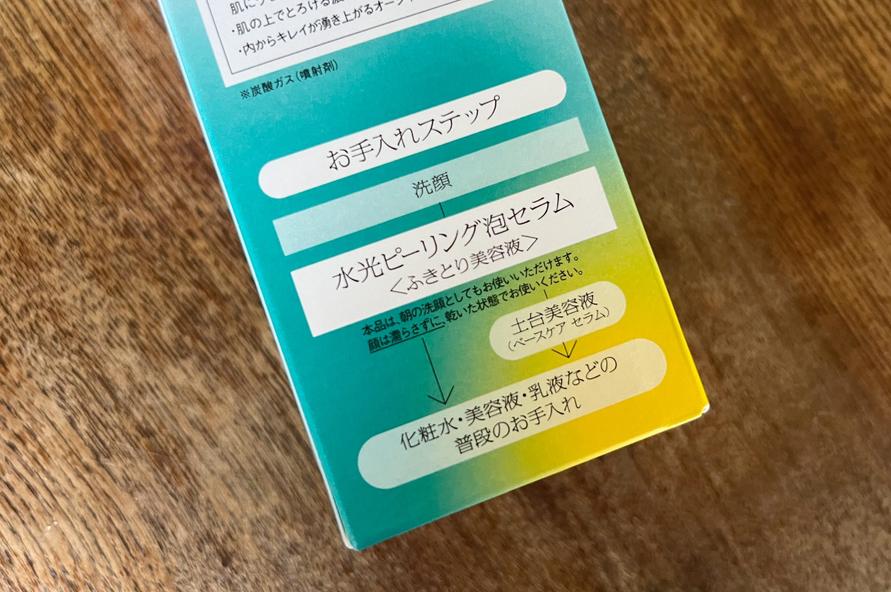 ・肌の上でとろける
・内からキレイが湧き上がる
※炭酸ガス(噴射剤)
お手入れステップ
洗顔
水光ピーリング泡セラム
<ふきとり美容液>
本品は、朝の洗顔としてもお使いいただけます。
顔は濡らさずに、乾いた状態でお使いください。
土台美容液
(ベースケア セラム)
化粧水・美容液・乳液などの
普段のお手入れ